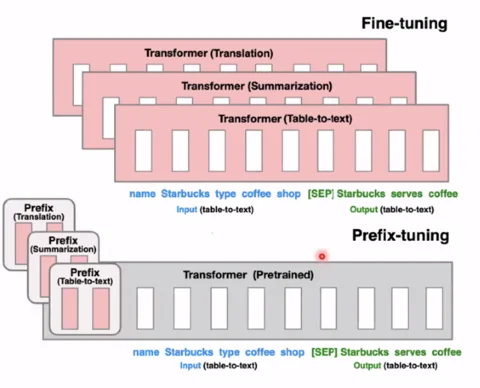 Fine-tuning
Transformer (Translation)
Transformer (Summarization)
Transformer (Table-to-text)
name Starbucks type coffee shop [SEP] Starbucks serves coffee
Input (table-to-text) Output (table-to-text)
Prefix-tuning
Prefix
(Translation)
Prefix
(Summarization)
Prefix
(Table-to-text)
Transformer (Pretrained)
name Starbucks type coffee shop [SEP] Starbucks serves coffee
Input (table-to-text) Output (table-to-text)